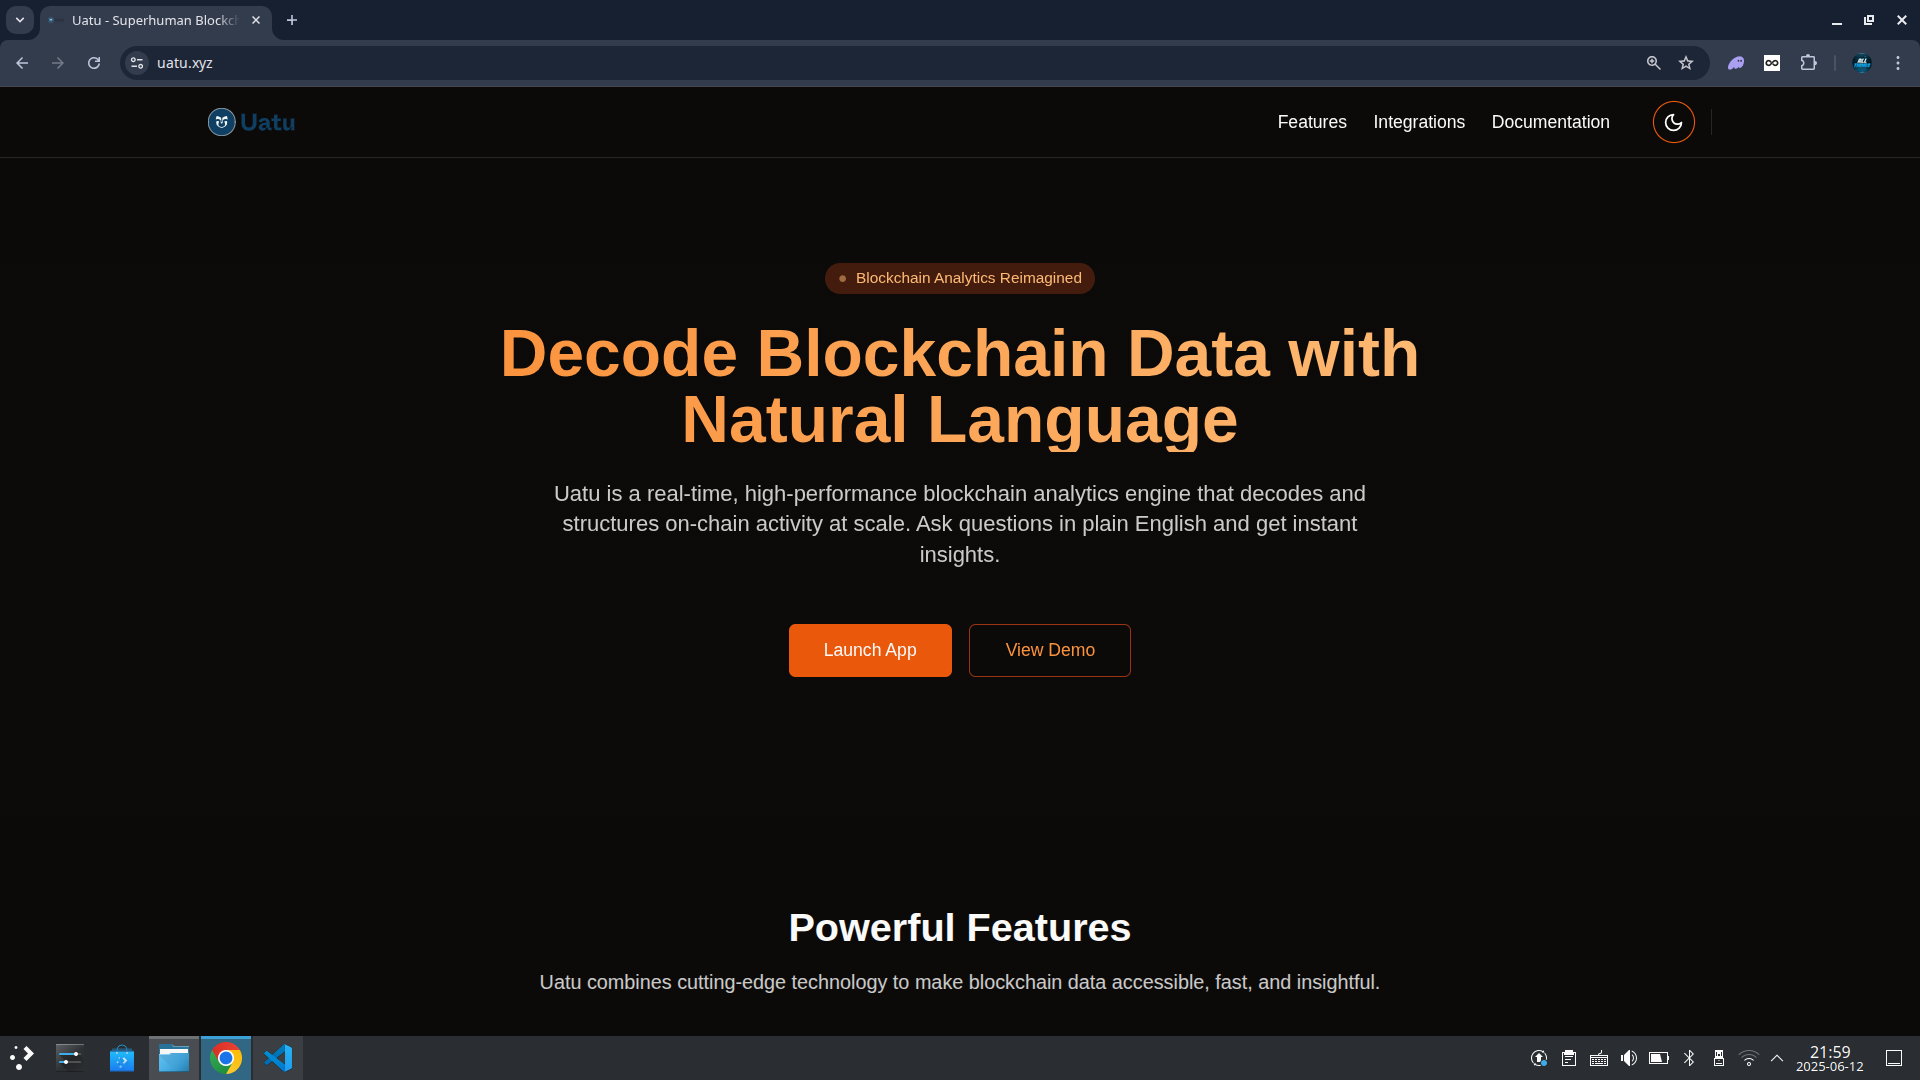 Uatu - Superhuman Blockc
uatu.xyz
Uatu
Features
Integrations
Documentation
Blockchain Analytics Reimagined
Decode Blockchain Data with
Natural Language
Uatu is a real-time, high-performance blockchain analytics engine that decodes and
structures on-chain activity at scale. Ask questions in plain English and get instant
insights.
Launch App
View Demo
Powerful Features
Uatu combines cutting-edge technology to make blockchain data accessible, fast, and insightful.
21:59
2025-06-12